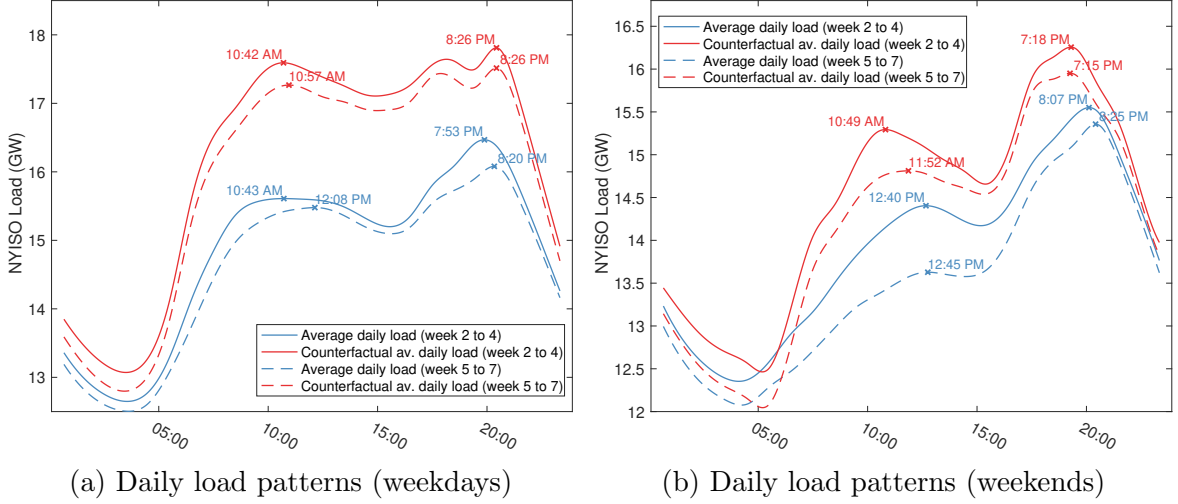 NYISO Load (GW)
18
17
16
15
14
13
05:00
10:00
15:00
20:00
10:42 AM
10:57 AM
8:26 PM
8:26 PM
7:53 PM
8:20 PM
10:43 AM
12:08 PM
Average daily load (week 2 to 4)
Counterfactual av. daily load (week 2 to 4)
Average daily load (week 5 to 7)
Counterfactual av. daily load (week 5 to 7)
(a) Daily load patterns (weekdays)
NYISO Load (GW)
16.5
16
15.5
15
14.5
14
13.5
13
12.5
12
05:00
10:00
15:00
20:00
Average daily load (week 2 to 4)
Counterfactual av. daily load (week 2 to 4)
Average daily load (week 5 to 7)
Counterfactual av. daily load (week 5 to 7)
7:18 PM
7:15 PM
8:07 PM
8:25 PM
10:49 AM
11:52 AM
12:40 PM
12:45 PM
(b) Daily load patterns (weekends)